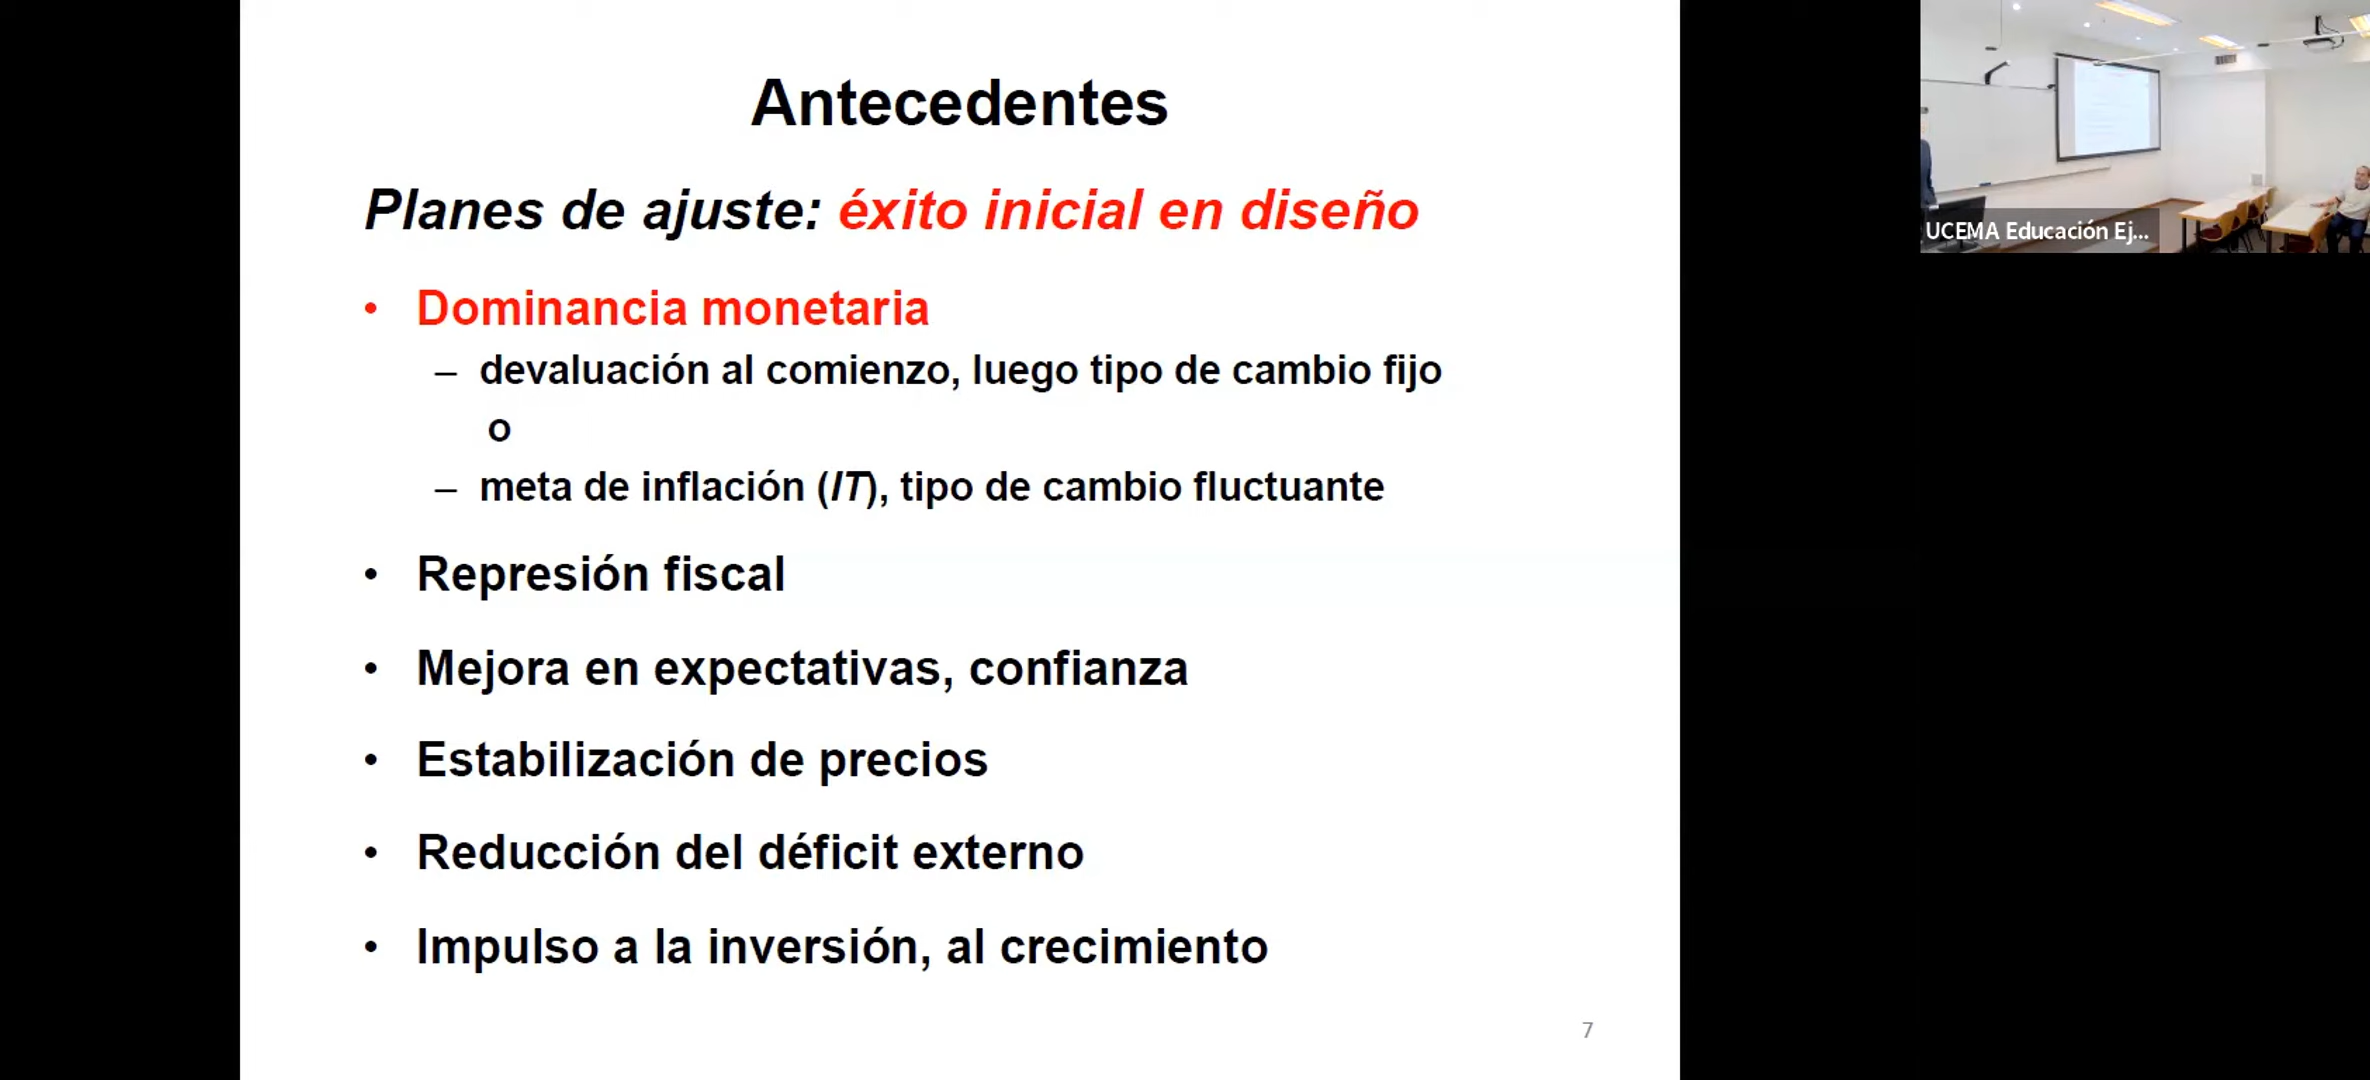 Antecedentes
Planes de ajuste: éxito inicial en diseño
• Dominancia monetaria
– devaluación al comienzo, luego tipo de cambio fijo
o
– meta de inflación (IT), tipo de cambio fluctuante
• Represión fiscal
• Mejora en expectativas, confianza
• Estabilización de precios
• Reducción del déficit externo
• Impulso a la inversión, al crecimiento
7
UCEMA Educación Ej...